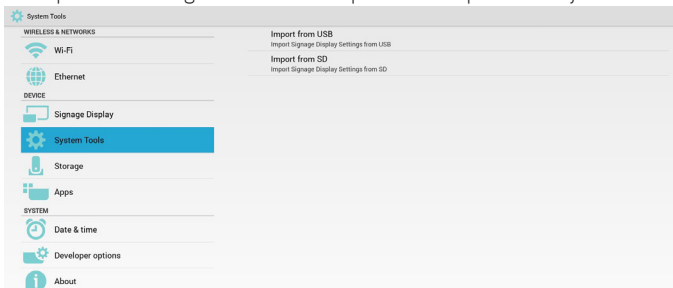 System Tools
WIRELESS & NETWORKS
Wi-Fi
Ethernet
DEVICE
Signage Display
System Tools
Storage
Apps
SYSTEM
Date & time
Developer options
About
Import from USB
Import Signage Display Settings from USB
Import from SD
Import Signage Display Settings from SD